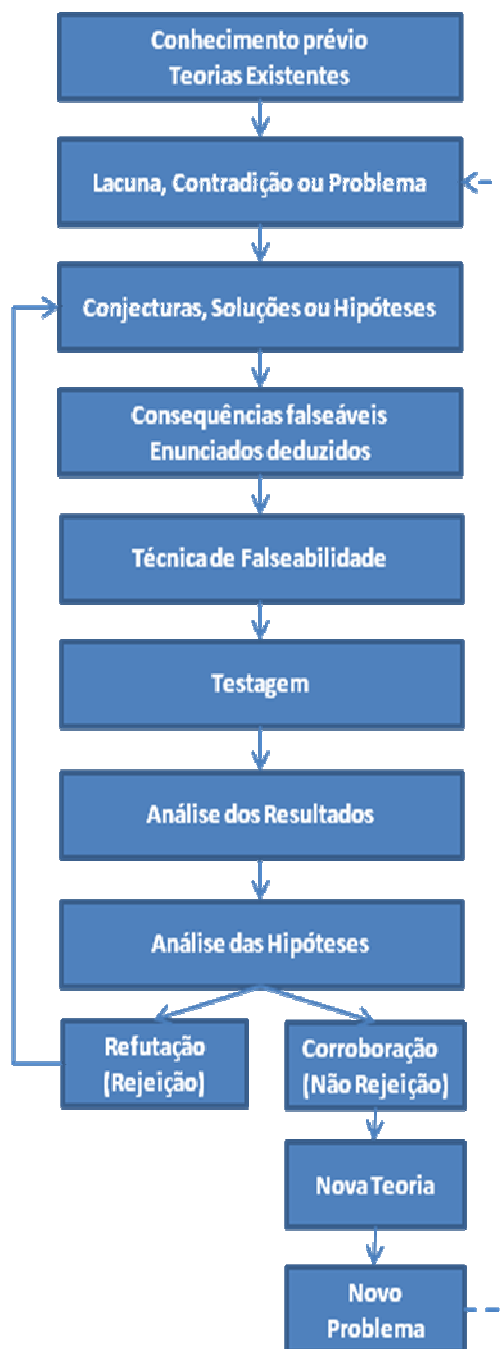 Conhecimento prévio
Teorias Existentes
Lacuna, Contradição ou Problema
Conjecturas, Soluções ou Hipóteses
Consequências falseáveis
Enunciados deduzidos
Técnica de Falseabilidade
Testagem
Análise dos Resultados
Análise das Hipóteses
Refutação
(Rejeição)
Corroboração
(Não Rejeição)
Nova Teoria
Novo
Problema